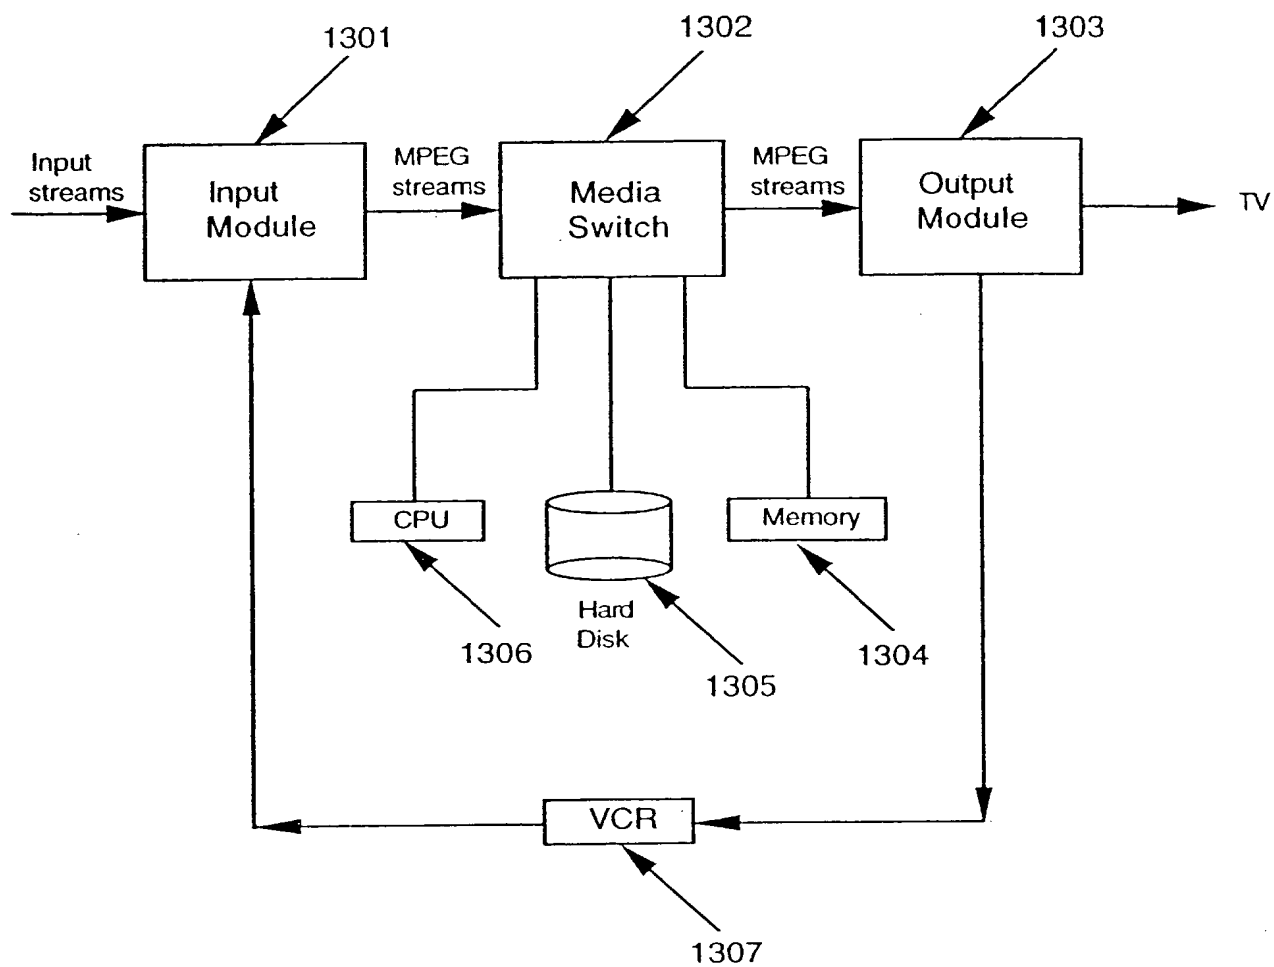 1301
1302
1303
Input
streams
Input
Module
MPEG
streams
Media
Switch
MPEG
streams
Output
Module
TV
CPU
Hard
Disk
Memory
1306
1305
1304
VCR
1307